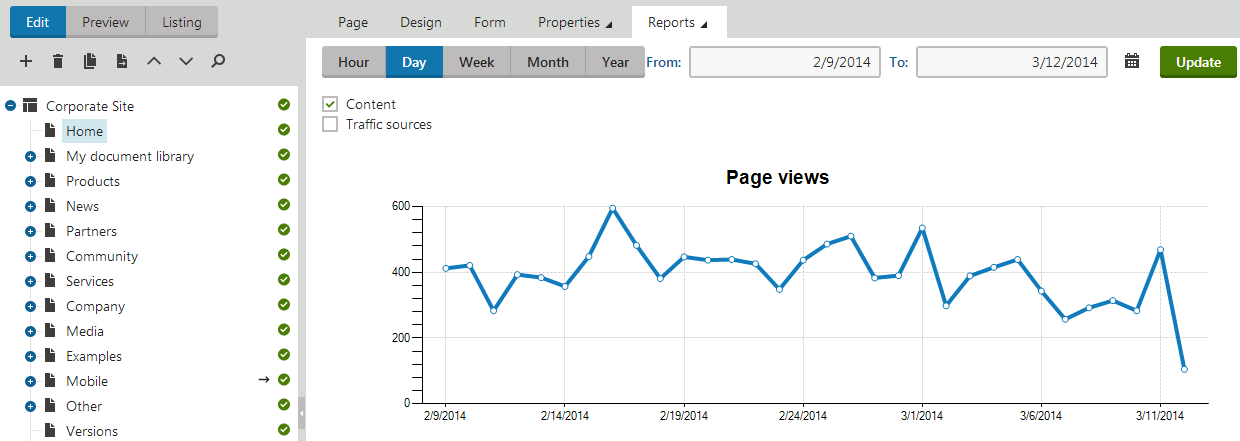 Edit Preview Listing
Page Design Form Properties Reports
Hour Day Week Month Year From: 2/9/2014 To: 3/12/2014 Update
Corporate Site
Home
My document library
Products
News
Partners
Community
Services
Company
Media
Examples
Mobile
Other
Versions
Content
Traffic sources
Page views
600
400
200
0
2/9/2014 2/14/2014 2/19/2014 2/24/2014 3/1/2014 3/6/2014 3/11/2014